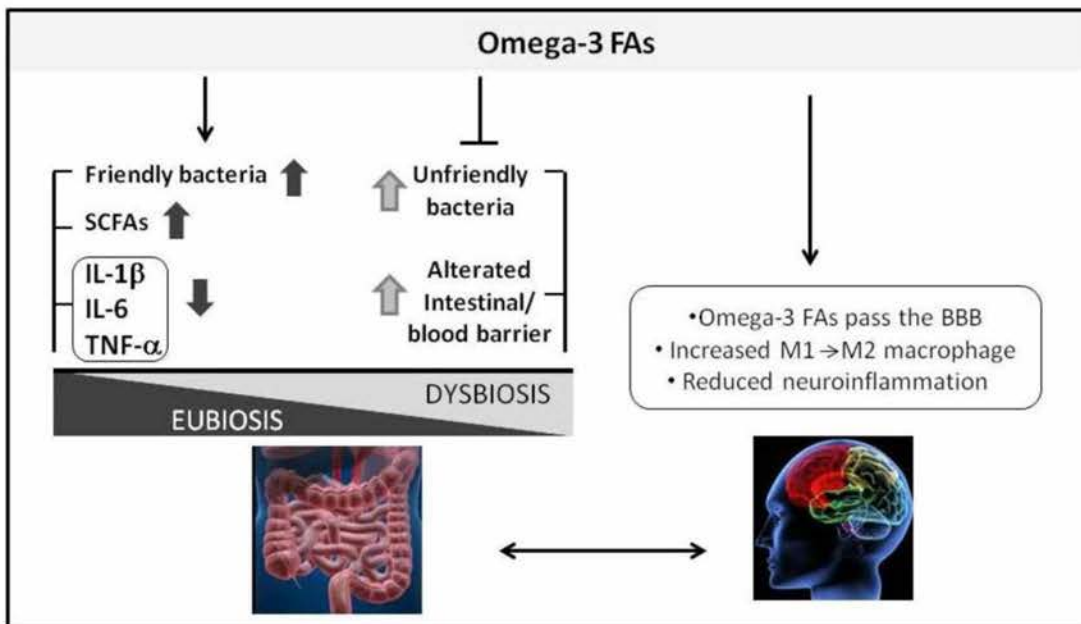 Omega-3 FAs
Friendly bacteria
SCFAs
IL-1β
IL-6
TNF-α
Unfriendly
bacteria
Alterated
Intestinal/
blood barrier
EUBIOSIS
DYSBIOSIS
•Omega-3 FAs pass the BBB
• Increased M1→M2 macrophage
• Reduced neuroinflammation